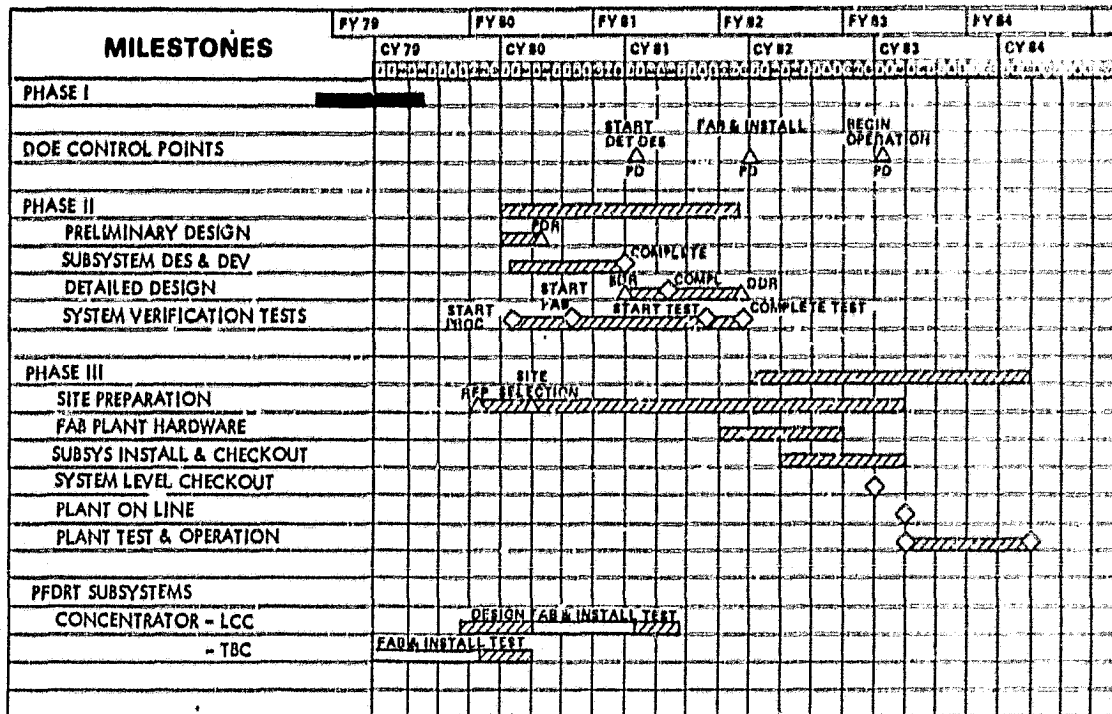 FY 79 FY 80 FY 81 FY 82 FY 83 FY 84
MILESTONES
CY 79 CY 80 CY 81 CY 82 CY 83 CY 84
PHASE I
START DET DES
FAB & INSTALL
BEGIN OPERATION
DOE CONTROL POINTS
PD PD PD
PHASE II
PRELIMINARY DESIGN PDR
SUBSYSTEM DES & DEV COMPLETE
DETAILED DESIGN COMPL DDR
SYSTEM VERIFICATION TESTS START START FAB START TEST COMPLETE TEST
PHASE III
SITE PREPARATION RFP SITE SELECTION
FAB PLANT HARDWARE
SUBSYS INSTALL & CHECKOUT
SYSTEM LEVEL CHECKOUT
PLANT ON LINE
PLANT TEST & OPERATION
PFDRT SUBSYSTEMS
CONCENTRATOR - LCC DESIGN FAB & INSTALL TEST
- TBC FAB & INSTALL TEST